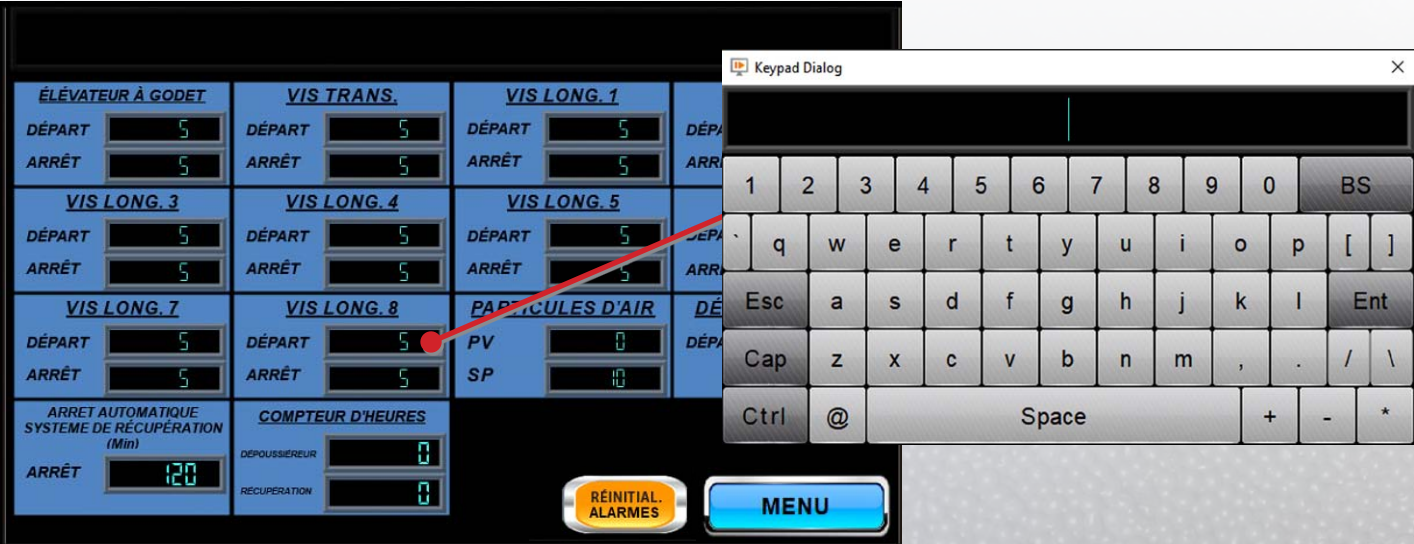 Keypad Dialog
ÉLÉVATEUR À GODET
DÉPART 5
ARRÊT 5
VIS TRANS.
DÉPART 5
ARRÊT 5
VIS LONG. 1
DÉPART 5
ARRÊT 5
VIS LONG. 3
DÉPART 5
ARRÊT 5
VIS LONG. 4
DÉPART 5
ARRÊT 5
VIS LONG. 5
DÉPART 5
ARRÊT 5
VIS LONG. 7
DÉPART 5
ARRÊT 5
VIS LONG. 8
DÉPART 5
ARRÊT 5
PARTICULES D'AIR
PV 0
SP 10
ARRET AUTOMATIQUE
SYSTEME DE RÉCUPÉRATION
(Min)
ARRÊT 120
COMPTEUR D'HEURES
DÉPOUSSIÉREUR 0
RÉCUPÉRATION 0
RÉINITIAL.
ALARMES
MENU
1 2 3 4 5 6 7 8 9 0 BS
` q w e r t y u i o p [ ]
Esc a s d f g h j k l Ent
Cap z x c v b n m , . / \
Ctrl @ Space + - *